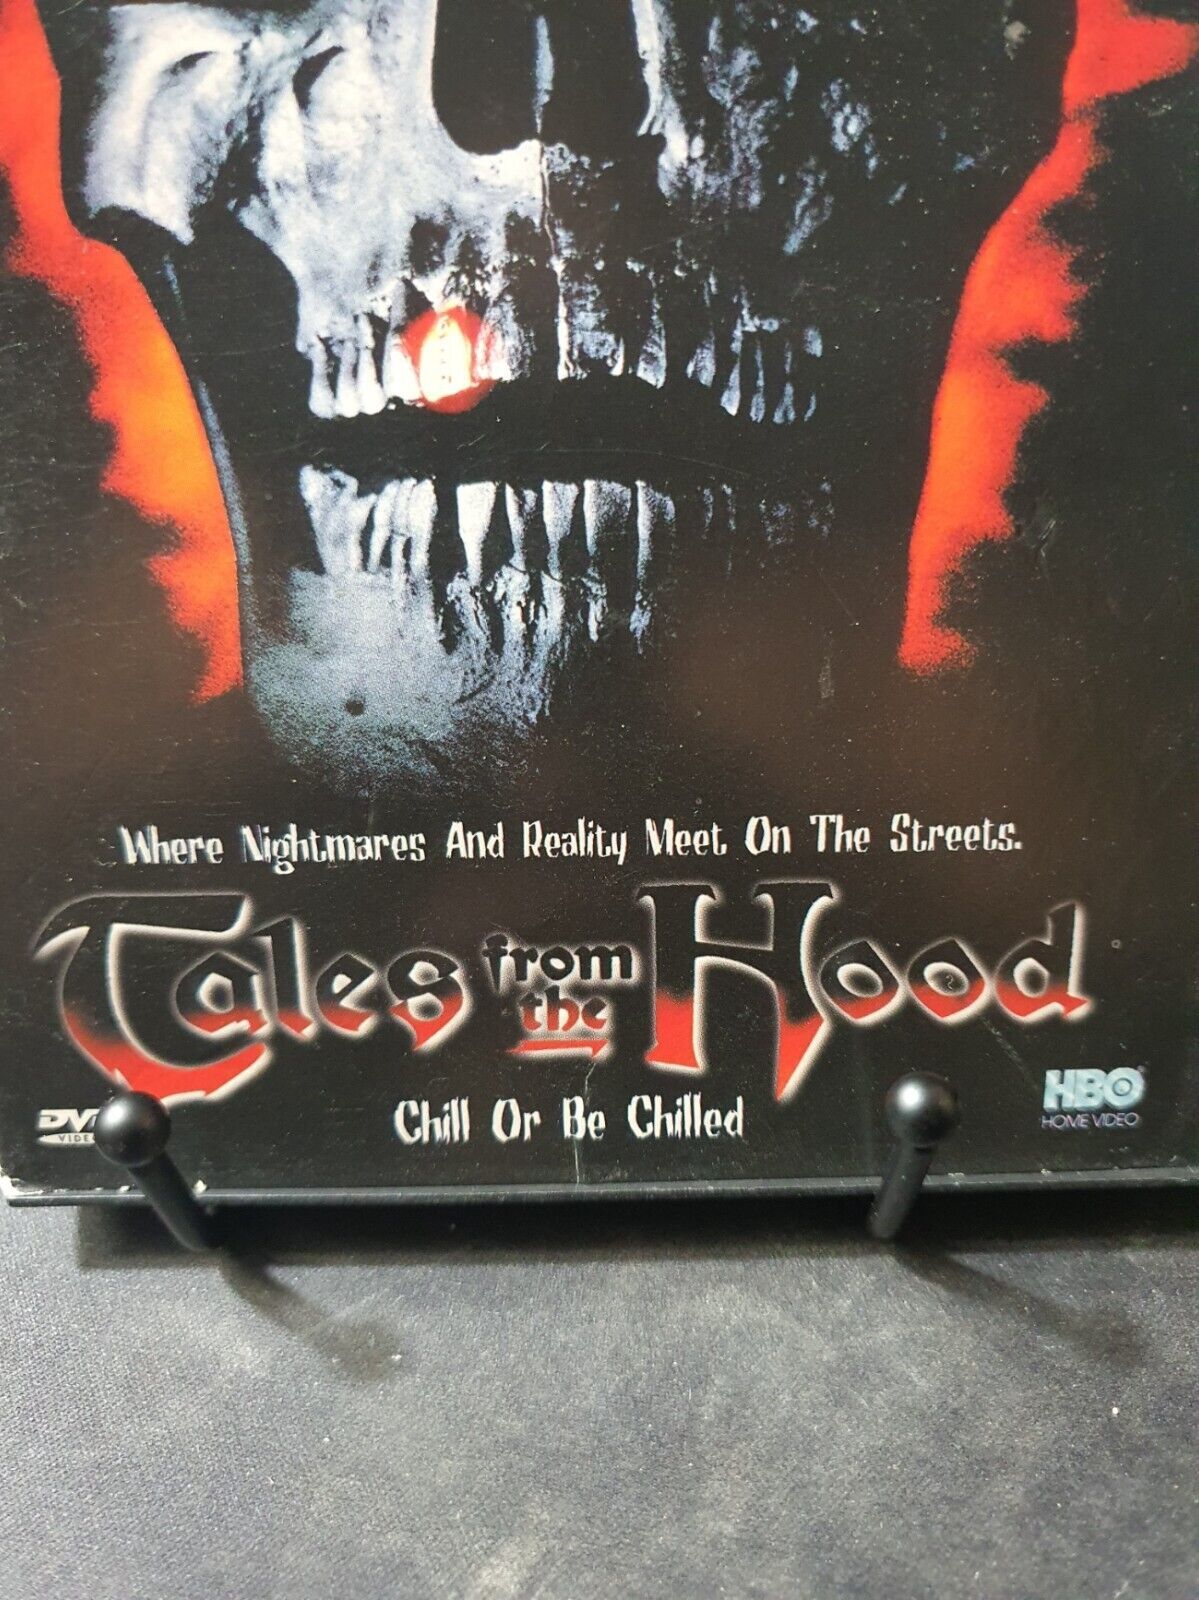 Where Nightmares And Reality Meet On The Streets.
Tales from the Hood
Chill Or Be Chilled
HBO
HOME VIDEO